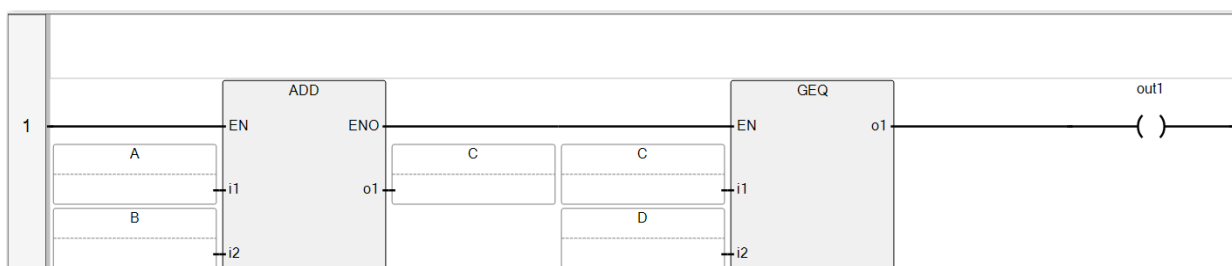 ADD GEQ out1
1 EN ENO EN o1
A C C
i1 o1 i1
B D
i2 i2